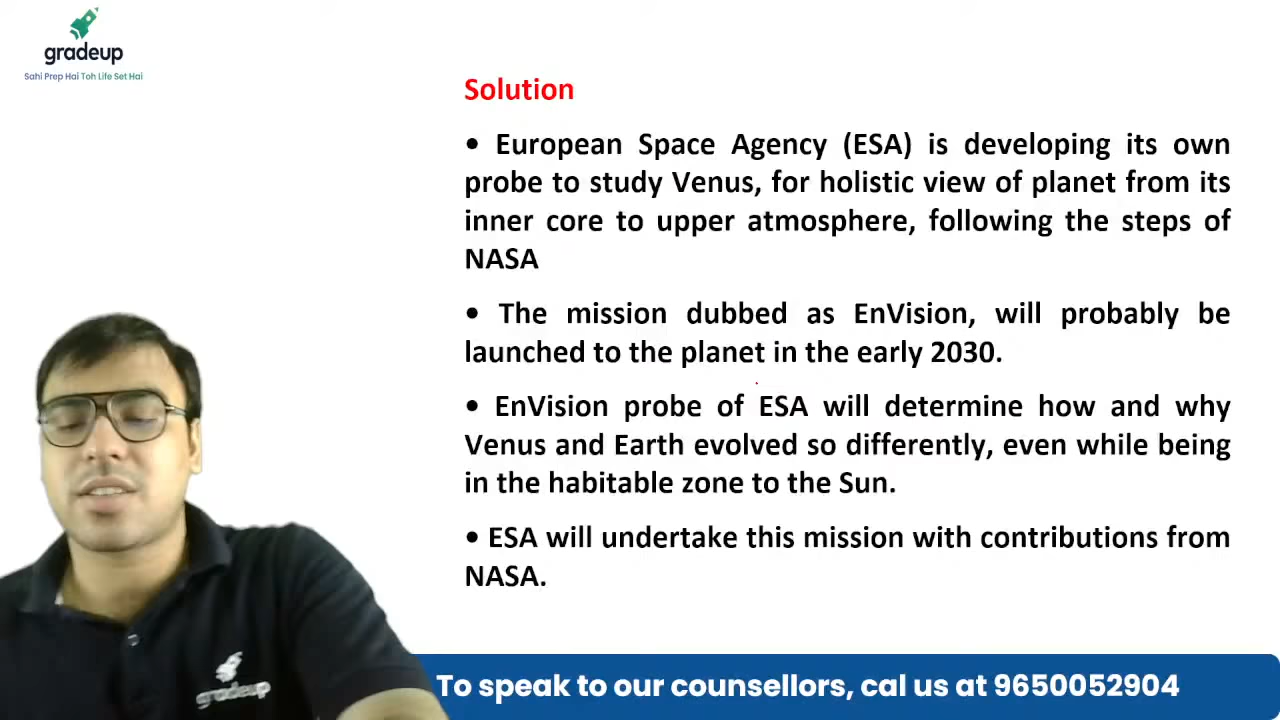 gradeup
Sahi Prep Hai Toh Life Set Hai
Solution
• European Space Agency (ESA) is developing its own
probe to study Venus, for holistic view of planet from its
inner core to upper atmosphere, following the steps of
NASA
• The mission dubbed as EnVision, will probably be
launched to the planet in the early 2030.
• EnVision probe of ESA will determine how and why
Venus and Earth evolved so differently, even while being
in the habitable zone to the Sun.
• ESA will undertake this mission with contributions from
NASA.
gradeup
To speak to our counsellors, cal us at 9650052904